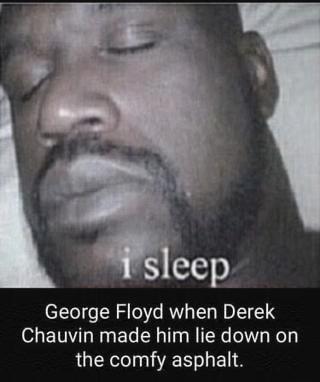 i sleep
George Floyd when Derek
Chauvin made him lie down on
the comfy asphalt.